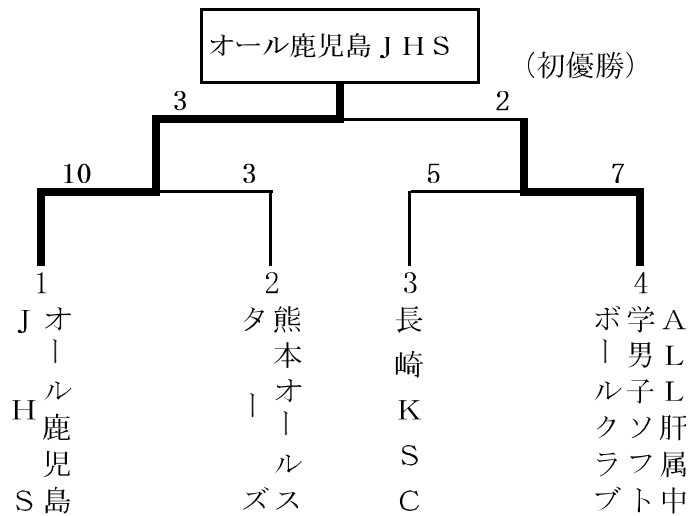 オール鹿児島ＪＨＳ
（初優勝）
3
2
10
3
5
7
1
2
3
4
オール鹿児島
ＪＨＳ
熊本オールス
ターズ
長崎ＫＳＣ
ＡＬＬ肝属中
学男子ソフト
ボールクラブ